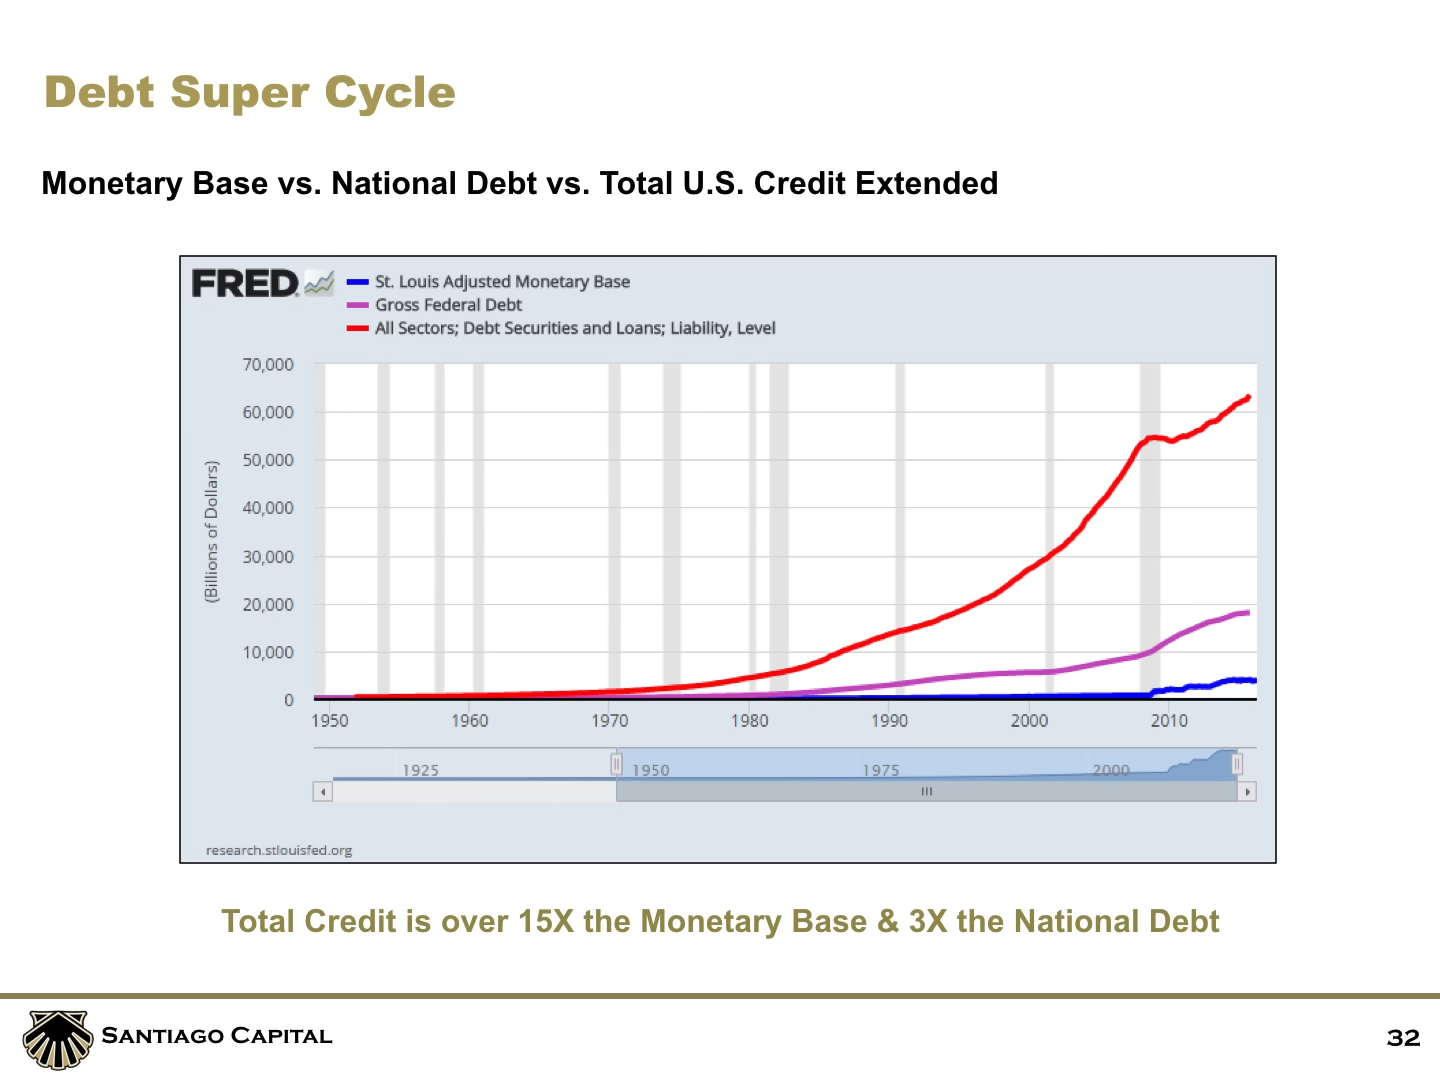 Debt Super Cycle
Monetary Base vs. National Debt vs. Total U.S. Credit Extended
FRED
St. Louis Adjusted Monetary Base
Gross Federal Debt
All Sectors; Debt Securities and Loans; Liability, Level
(Billions of Dollars)
70,000
60,000
50,000
40,000
30,000
20,000
10,000
0
1950 1960 1970 1980 1990 2000 2010
1925 1950 1975 2000
research.stlouisfed.org
Total Credit is over 15X the Monetary Base & 3X the National Debt
SANTIAGO CAPITAL
32